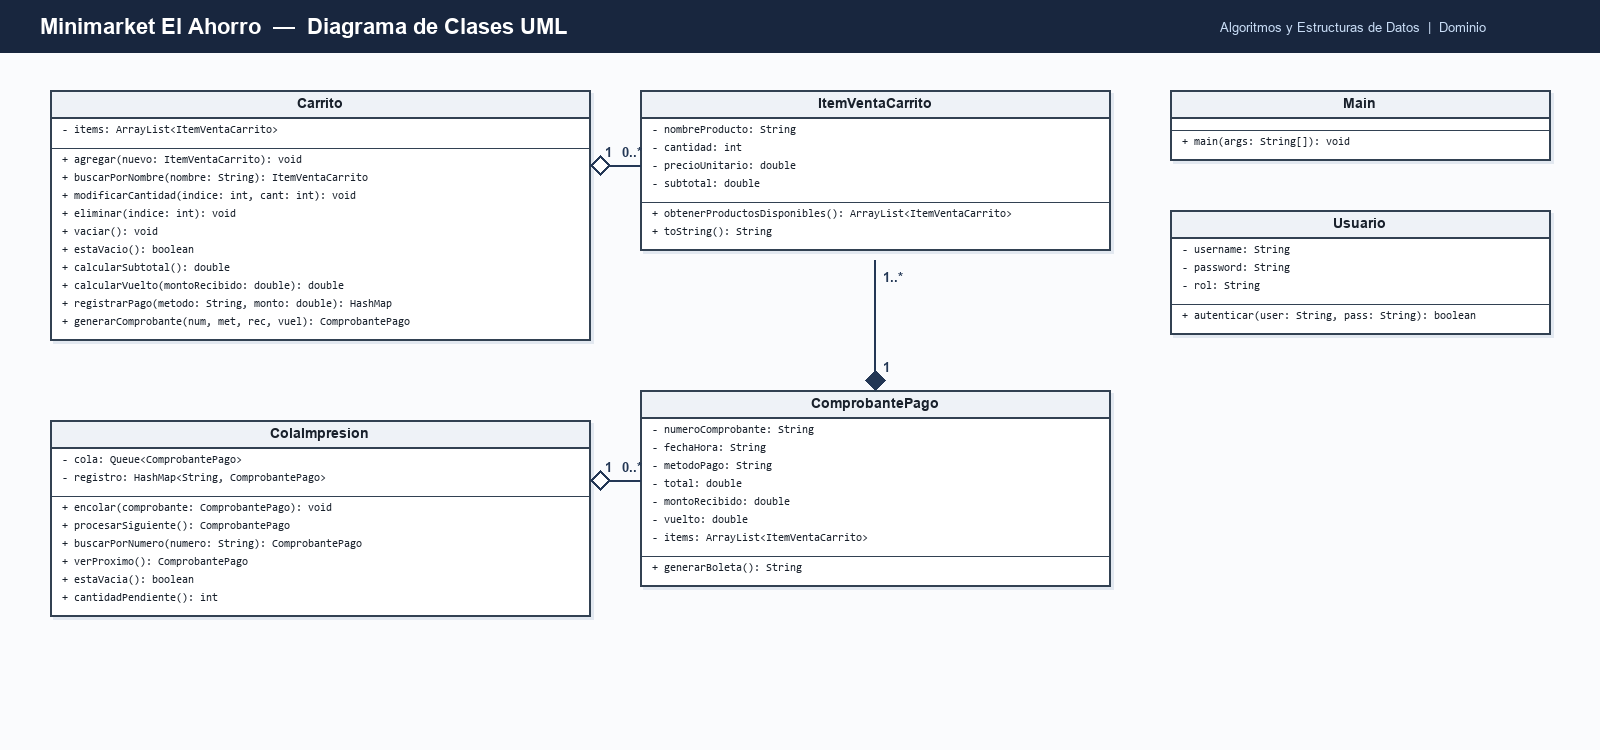 Minimarket El Ahorro — Diagrama de Clases UML
Algoritmos y Estructuras de Datos | Dominio
Carrito
- items: ArrayList<ItemVentaCarrito>
+ agregar(nuevo: ItemVentaCarrito): void
+ buscarPorNombre(nombre: String): ItemVentaCarrito
+ modificarCantidad(indice: int, cant: int): void
+ eliminar(indice: int): void
+ vaciar(): void
+ estaVacio(): boolean
+ calcularSubtotal(): double
+ calcularVuelto(montoRecibido: double): double
+ registrarPago(metodo: String, monto: double): HashMap
+ generarComprobante(num, met, rec, vuel): ComprobantePago
1 0..*
ItemVentaCarrito
- nombreProducto: String
- cantidad: int
- precioUnitario: double
- subtotal: double
+ obtenerProductosDisponibles(): ArrayList<ItemVentaCarrito>
+ toString(): String
1..*
1
Main
+ main(args: String[]): void
Usuario
- username: String
- password: String
- rol: String
+ autenticar(user: String, pass: String): boolean
ColaImpresion
- cola: Queue<ComprobantePago>
- registro: HashMap<String, ComprobantePago>
+ encolar(comprobante: ComprobantePago): void
+ procesarSiguiente(): ComprobantePago
+ buscarPorNumero(numero: String): ComprobantePago
+ verProximo(): ComprobantePago
+ estaVacia(): boolean
+ cantidadPendiente(): int
1 0..*
ComprobantePago
- numeroComprobante: String
- fechaHora: String
- metodoPago: String
- total: double
- montoRecibido: double
- vuelto: double
- items: ArrayList<ItemVentaCarrito>
+ generarBoleta(): String